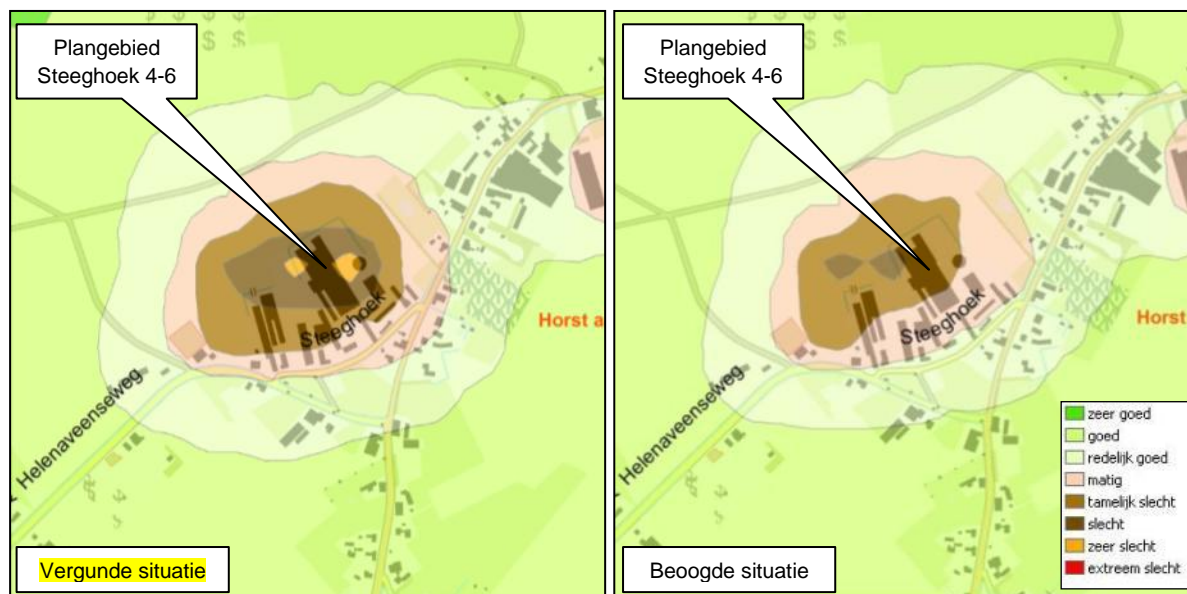 Plangebied
Steeghoek 4-6
Steeghoek
Horst a
Helenaveenseweg
Vergunde situatie
Plangebied
Steeghoek 4-6
Steeghoek
Horst
Helenaveenseweg
Beoogde situatie
zeer goed
goed
redelijk goed
matig
tamelijk slecht
slecht
zeer slecht
extreem slecht